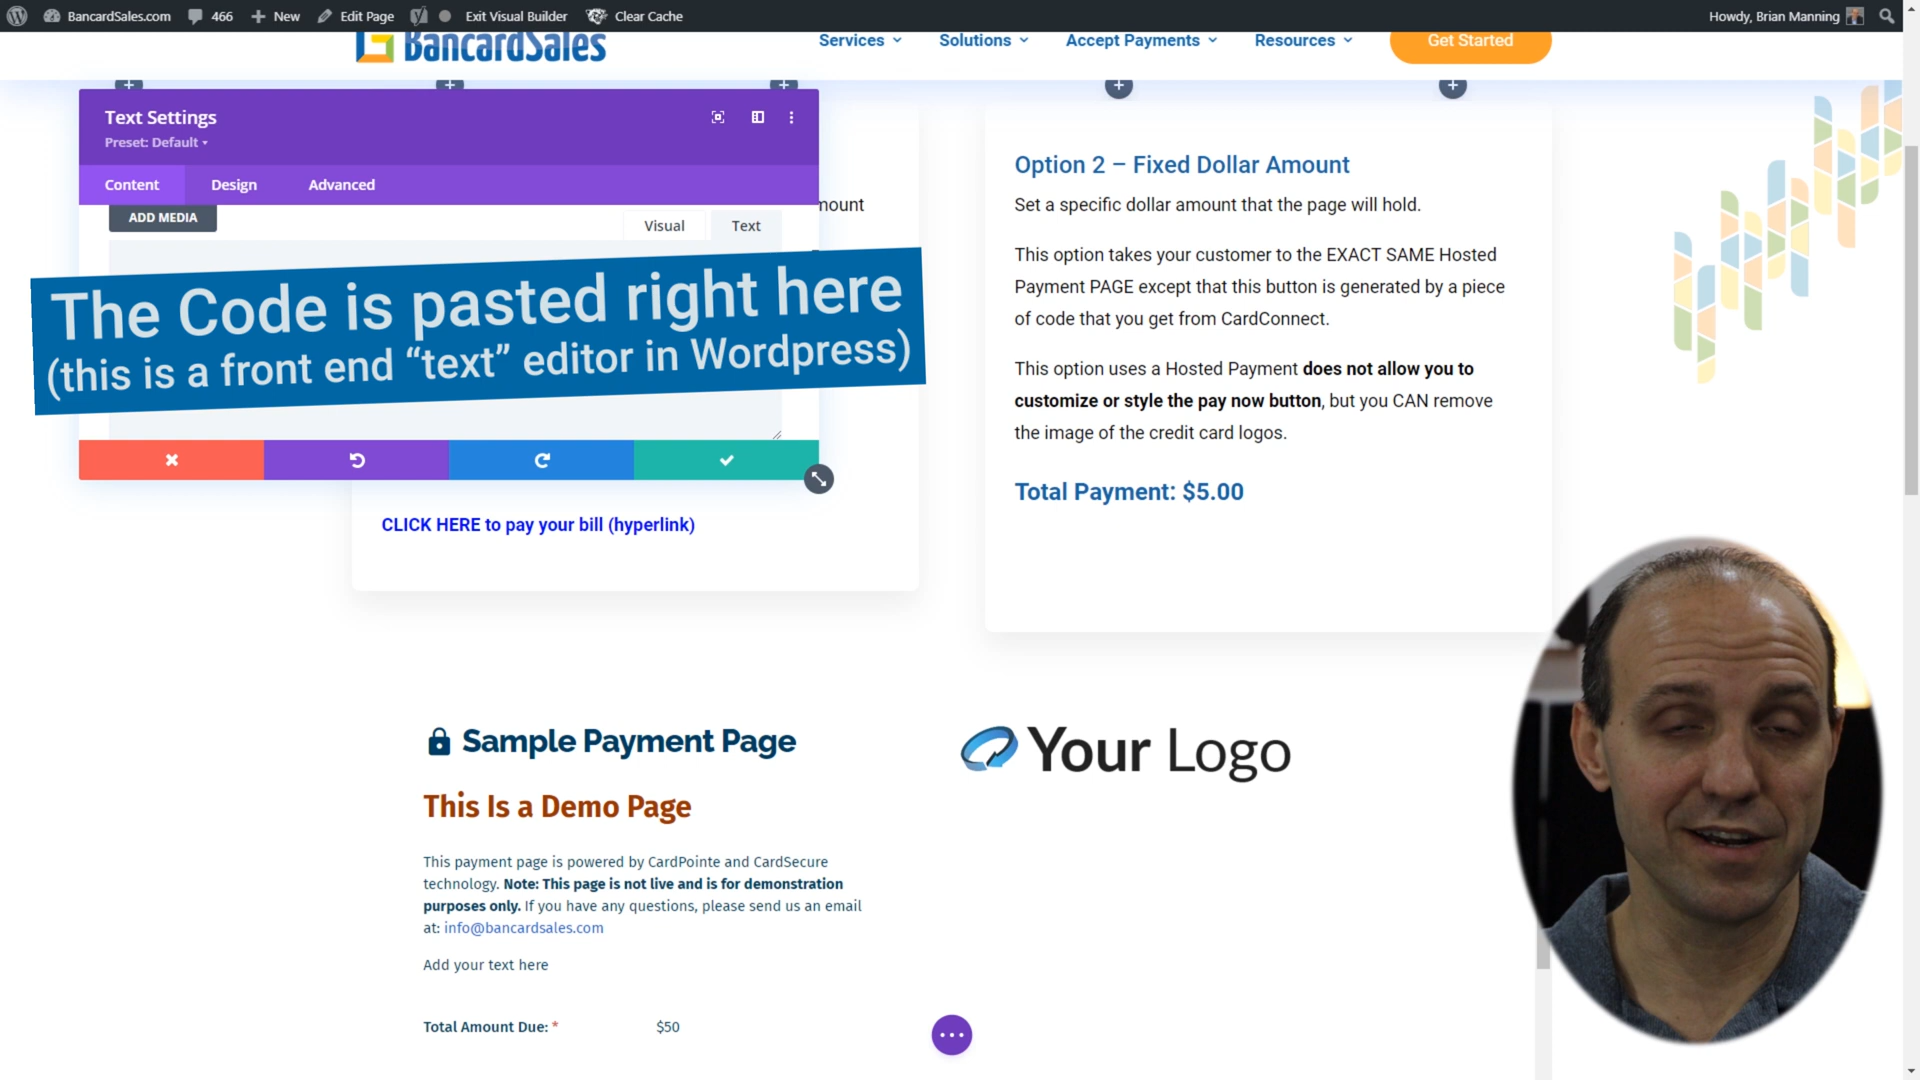 BancardSales.com
466
New
Edit Page
Exit Visual Builder
Clear Cache
Howdy, Brian Manning
BancardSales
Services
Solutions
Accept Payments
Resources
Get Started
Text Settings
Preset: Default
Content
Design
Advanced
ADD MEDIA
Visual
Text
The Code is pasted right here
(this is a front end “text” editor in Wordpress)
CLICK HERE to pay your bill (hyperlink)
Option 2 – Fixed Dollar Amount
Set a specific dollar amount that the page will hold.
This option takes your customer to the EXACT SAME Hosted
Payment PAGE except that this button is generated by a piece
of code that you get from CardConnect.
This option uses a Hosted Payment does not allow you to
customize or style the pay now button, but you CAN remove
the image of the credit card logos.
Total Payment: $5.00
Sample Payment Page
Your Logo
This Is a Demo Page
This payment page is powered by CardPointe and CardSecure
technology. Note: This page is not live and is for demonstration
purposes only. If you have any questions, please send us an email
at: info@bancardsales.com
Add your text here
Total Amount Due: *
$50